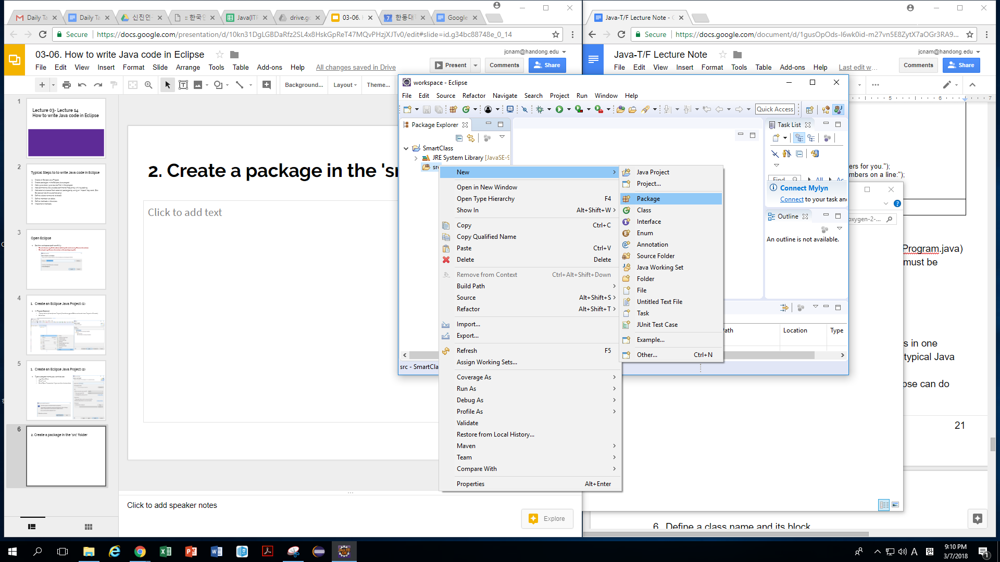 Daily Ta
Daily Ta
신진연
:: 한국인
Java(ITF
drive.go
03-06. H
한동대
Google
Secure
https://docs.google.com/presentation/d/10kn31DgLGBDaRfz2SL4x8HskGpReT47MQvPHzjXJTv0/edit#slide=id.g34bc88748e_0_14
03-06. How to write Java code in Eclipse
jcnam@handong.edu
File Edit View Insert Format Slide Arrange Tools Table Add-ons Help All changes saved in Drive
Present
Comments
Share
Background...
Layout
Theme...
1
Lecture 03- Lecture 14
How to write Java code in Eclipse
2
Typical Steps to to write Java code in Eclipse
3
Open Eclipse
4
1. Create an Eclipse Java Project (1)
5
1. Create an Eclipse Java Project (2)
6
2. Create a package in the 'src' folder
2. Create a package in the 'sr
Click to add text
Click to add speaker notes
Explore
Java-T/F Lecture Note -
Secure
https://docs.google.com/document/d/1gusOpOds-l6wk0id-m27vn5E8ZytX7aOGr3RA9...
Java-T/F Lecture Note
jcnam@handong.edu
File Edit View Insert Format Tools Table Add-ons Help Last edit w...
Comments
Share
5 6 7
workspace - Eclipse
File Edit Source Refactor Navigate Search Project Run Window Help
Quick Access
Package Explorer
SmartClass
JRE System Library [JavaSE-9
src
Task List
Find
All
Ac
Connect Mylyn
Connect to your task an
Outline
An outline is not available.
ath
Location
Type
src - SmartCla
New
Open in New Window
Open Type Hierarchy F4
Show In Alt+Shift+W
Copy Ctrl+C
Copy Qualified Name
Paste Ctrl+V
Delete Delete
Remove from Context Ctrl+Alt+Shift+Down
Build Path
Source Alt+Shift+S
Refactor Alt+Shift+T
Import...
Export...
Refresh F5
Assign Working Sets...
Coverage As
Run As
Debug As
Profile As
Validate
Restore from Local History...
Maven
Team
Compare With
Properties Alt+Enter
Java Project
Project...
Package
Class
Interface
Enum
Annotation
Source Folder
Java Working Set
Folder
File
Untitled Text File
Task
JUnit Test Case
Example...
Other... Ctrl+N
ers for you.");
mbers on a line:");
oxygen-2-...
Program.java)
must be
s in one
typical Java
pse can do
21
6. Define a class name and its block
A
한
9:10 PM
3/7/2018
1